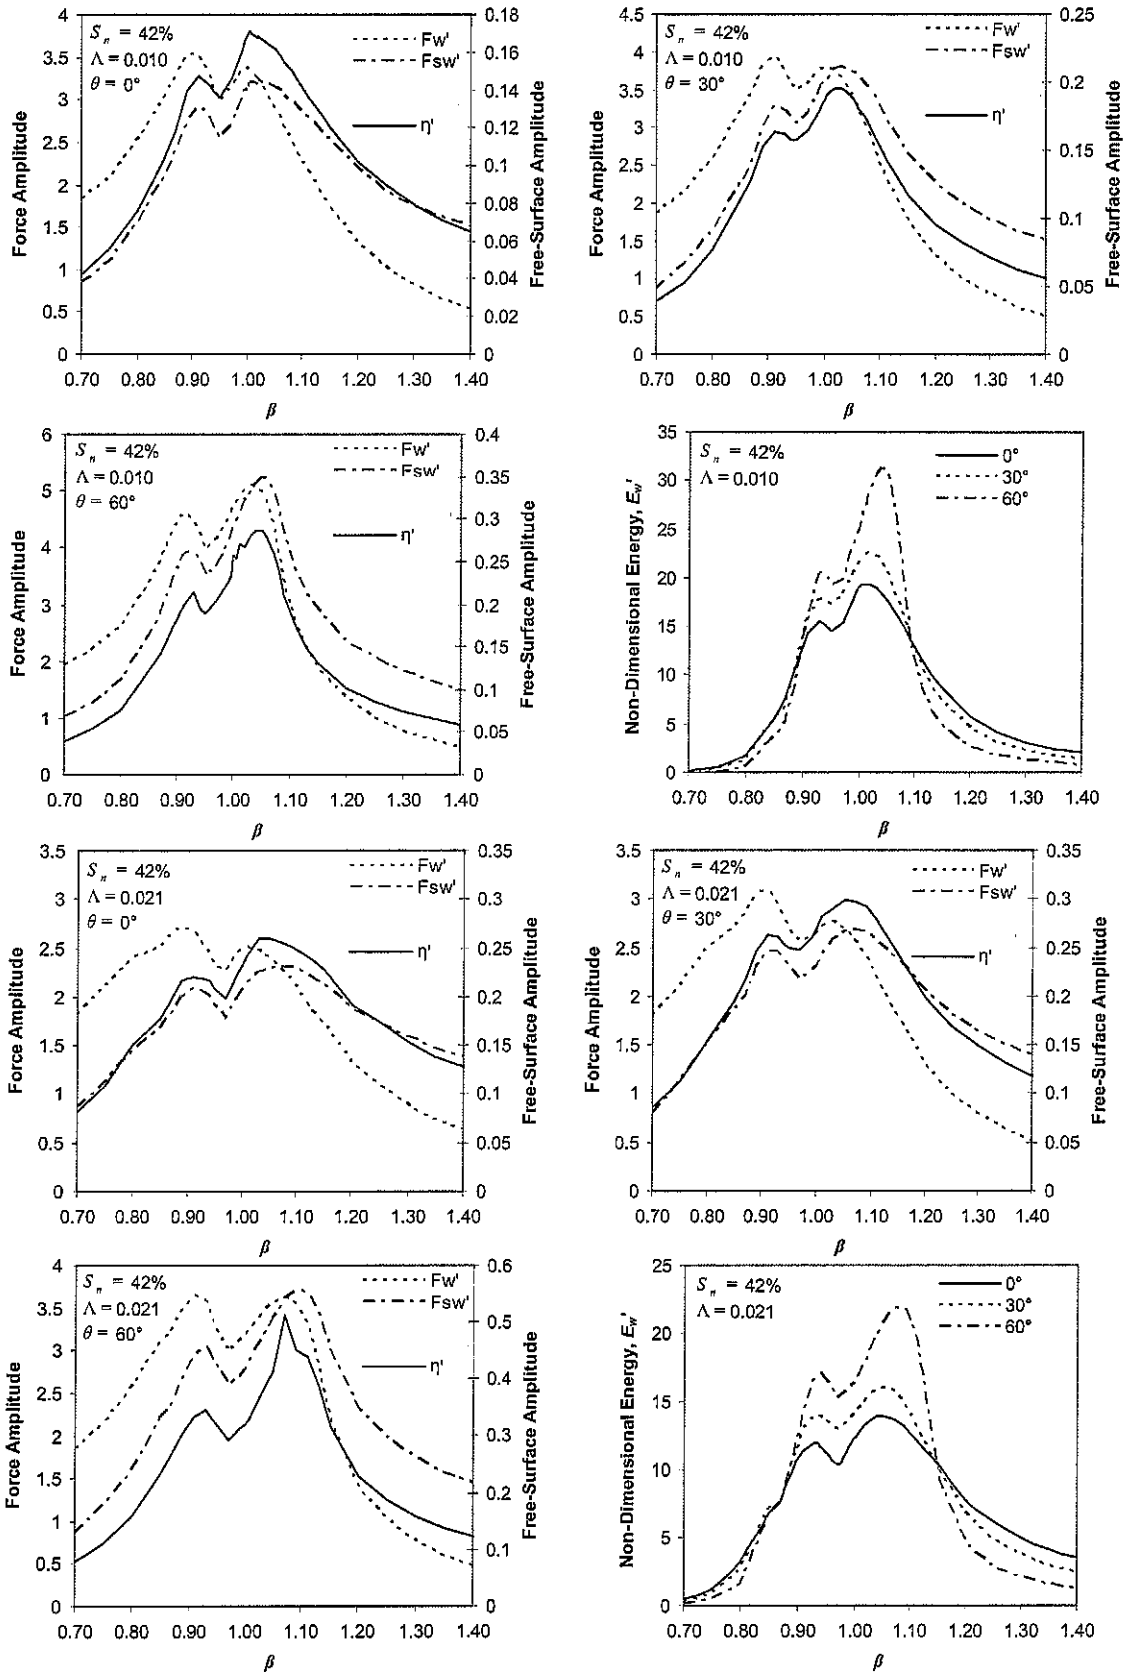 S_n = 42%
Λ = 0.010
θ = 0°
Fw'
Fsw'
η'
Force Amplitude
Free-Surface Amplitude
4
3.5
3
2.5
2
1.5
1
0.5
0
0.18
0.16
0.14
0.12
0.1
0.08
0.06
0.04
0.02
0
0.70 0.80 0.90 1.00 1.10 1.20 1.30 1.40
β
S_n = 42%
Λ = 0.010
θ = 30°
Fw'
Fsw'
η'
Force Amplitude
Free-Surface Amplitude
4.5
4
3.5
3
2.5
2
1.5
1
0.5
0
0.25
0.2
0.15
0.1
0.05
0
0.70 0.80 0.90 1.00 1.10 1.20 1.30 1.40
β
S_n = 42%
Λ = 0.010
θ = 60°
Fw'
Fsw'
η'
Force Amplitude
Free-Surface Amplitude
6
5
4
3
2
1
0
0.4
0.35
0.3
0.25
0.2
0.15
0.1
0.05
0
0.70 0.80 0.90 1.00 1.10 1.20 1.30 1.40
β
S_n = 42%
Λ = 0.010
0°
30°
60°
Non-Dimensional Energy, E_w'
35
30
25
20
15
10
5
0
0.70 0.80 0.90 1.00 1.10 1.20 1.30 1.40
β
S_n = 42%
Λ = 0.021
θ = 0°
Fw'
Fsw'
η'
Force Amplitude
Free-Surface Amplitude
3.5
3
2.5
2
1.5
1
0.5
0
0.35
0.3
0.25
0.2
0.15
0.1
0.05
0
0.70 0.80 0.90 1.00 1.10 1.20 1.30 1.40
β
S_n = 42%
Λ = 0.021
θ = 30°
Fw'
Fsw'
η'
Force Amplitude
Free-Surface Amplitude
3.5
3
2.5
2
1.5
1
0.5
0
0.35
0.3
0.25
0.2
0.15
0.1
0.05
0
0.70 0.80 0.90 1.00 1.10 1.20 1.30 1.40
β
S_n = 42%
Λ = 0.021
θ = 60°
Fw'
Fsw'
η'
Force Amplitude
Free-Surface Amplitude
4
3.5
3
2.5
2
1.5
1
0.5
0
0.6
0.5
0.4
0.3
0.2
0.1
0
0.70 0.80 0.90 1.00 1.10 1.20 1.30 1.40
β
S_n = 42%
Λ = 0.021
0°
30°
60°
Non-Dimensional Energy, E_w'
25
20
15
10
5
0
0.70 0.80 0.90 1.00 1.10 1.20 1.30 1.40
β